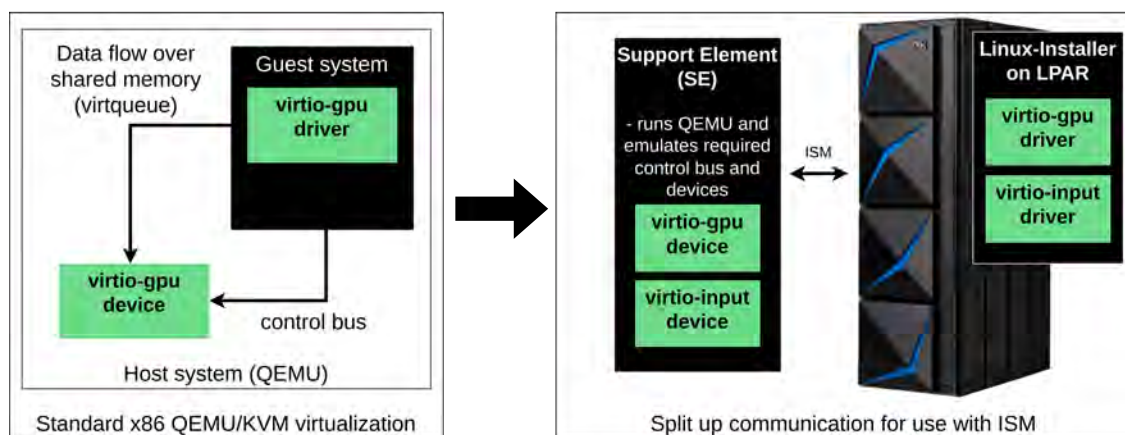 Data flow over
shared memory
(virtqueue)
Guest system
virtio-gpu
driver
virtio-gpu
device
control bus
Host system (QEMU)
Standard x86 QEMU/KVM virtualization
Support Element
(SE)
- runs QEMU and
emulates required
control bus and
devices
virtio-gpu
device
virtio-input
device
ISM
Linux-Installer
on LPAR
virtio-gpu
driver
virtio-input
driver
Split up communication for use with ISM